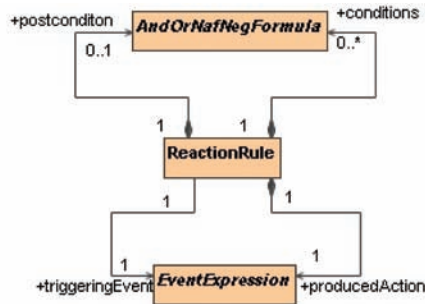 +postconditon
AndOrNafNegFormula
+conditions
0..1
0..*
1
1
ReactionRule
1
1
1
1
+triggeringEvent
EventExpression
+producedAction